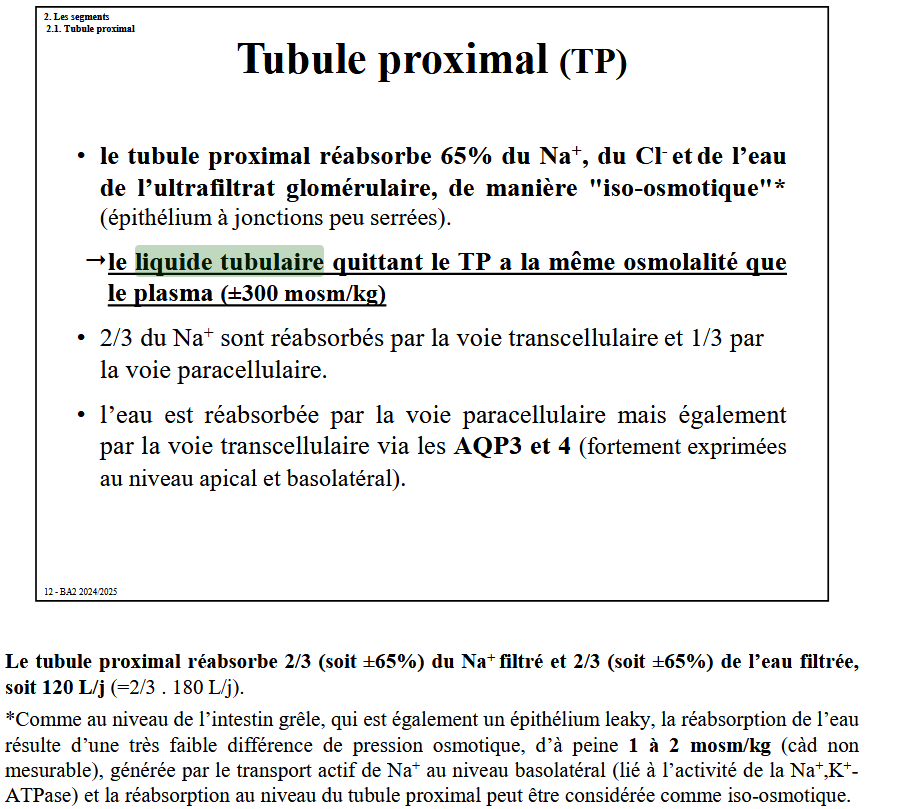 2. Les segments
2.1. Tubule proximal
Tubule proximal (TP)
• le tubule proximal réabsorbe 65% du Na⁺, du Cl⁻ et de l’eau
de l’ultrafiltrat glomérulaire, de manière "iso-osmotique"*
(épithélium à jonctions peu serrées).
→le liquide tubulaire quittant le TP a la même osmolalité que
le plasma (±300 mosm/kg)
• 2/3 du Na⁺ sont réabsorbés par la voie transcellulaire et 1/3 par
la voie paracellulaire.
• l’eau est réabsorbée par la voie paracellulaire mais également
par la voie transcellulaire via les AQP3 et 4 (fortement exprimées
au niveau apical et basolatéral).
12 - BA2 2024/2025
Le tubule proximal réabsorbe 2/3 (soit ±65%) du Na⁺ filtré et 2/3 (soit ±65%) de l’eau filtrée,
soit 120 L/j (=2/3 . 180 L/j).
*Comme au niveau de l’intestin grêle, qui est également un épithélium leaky, la réabsorption de l’eau
résulte d’une très faible différence de pression osmotique, d’à peine 1 à 2 mosm/kg (càd non
mesurable), générée par le transport actif de Na⁺ au niveau basolatéral (lié à l’activité de la Na⁺,K⁺-
ATPase) et la réabsorption au niveau du tubule proximal peut être considérée comme iso-osmotique.